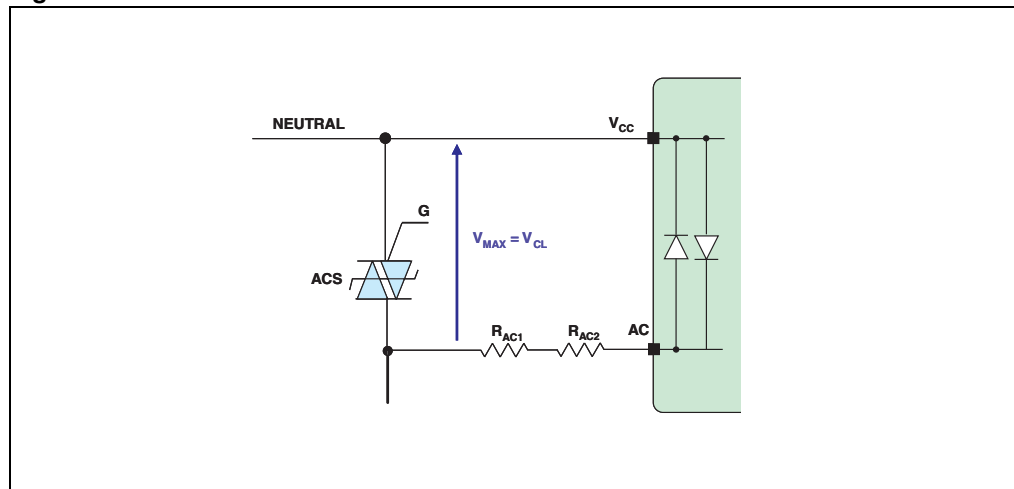 NEUTRAL
VCC
G
VMAX = VCL
ACS
RAC1
RAC2
AC